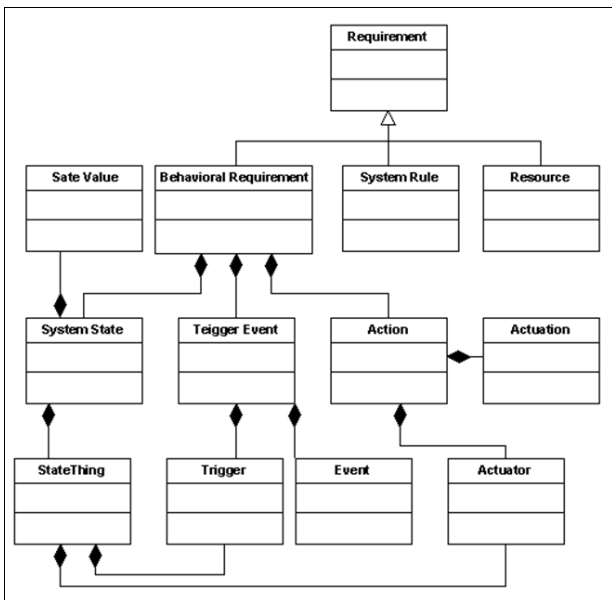 Requirement
Sate Value
Behavioral Requirement
System Rule
Resource
System State
Teigger Event
Action
Actuation
StateThing
Trigger
Event
Actuator